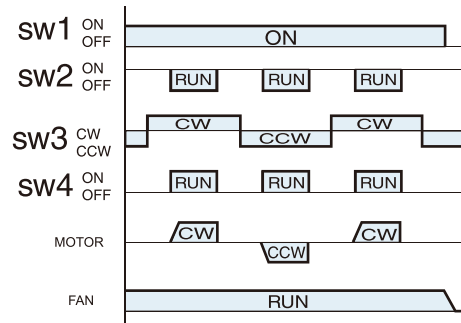 sw1 ON
OFF
ON
sw2 ON
OFF
RUN RUN RUN
sw3 CW
CCW
CW CCW CW
sw4 ON
OFF
RUN RUN RUN
MOTOR
CW CCW CW
FAN
RUN